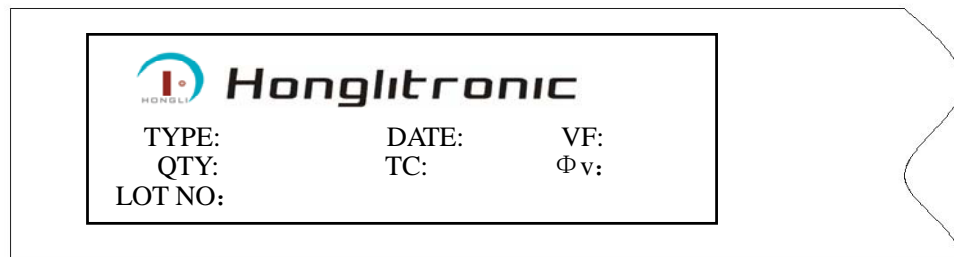 HONGLI
Honglitronic
TYPE: DATE: VF:
QTY: TC: Φv:
LOT NO: